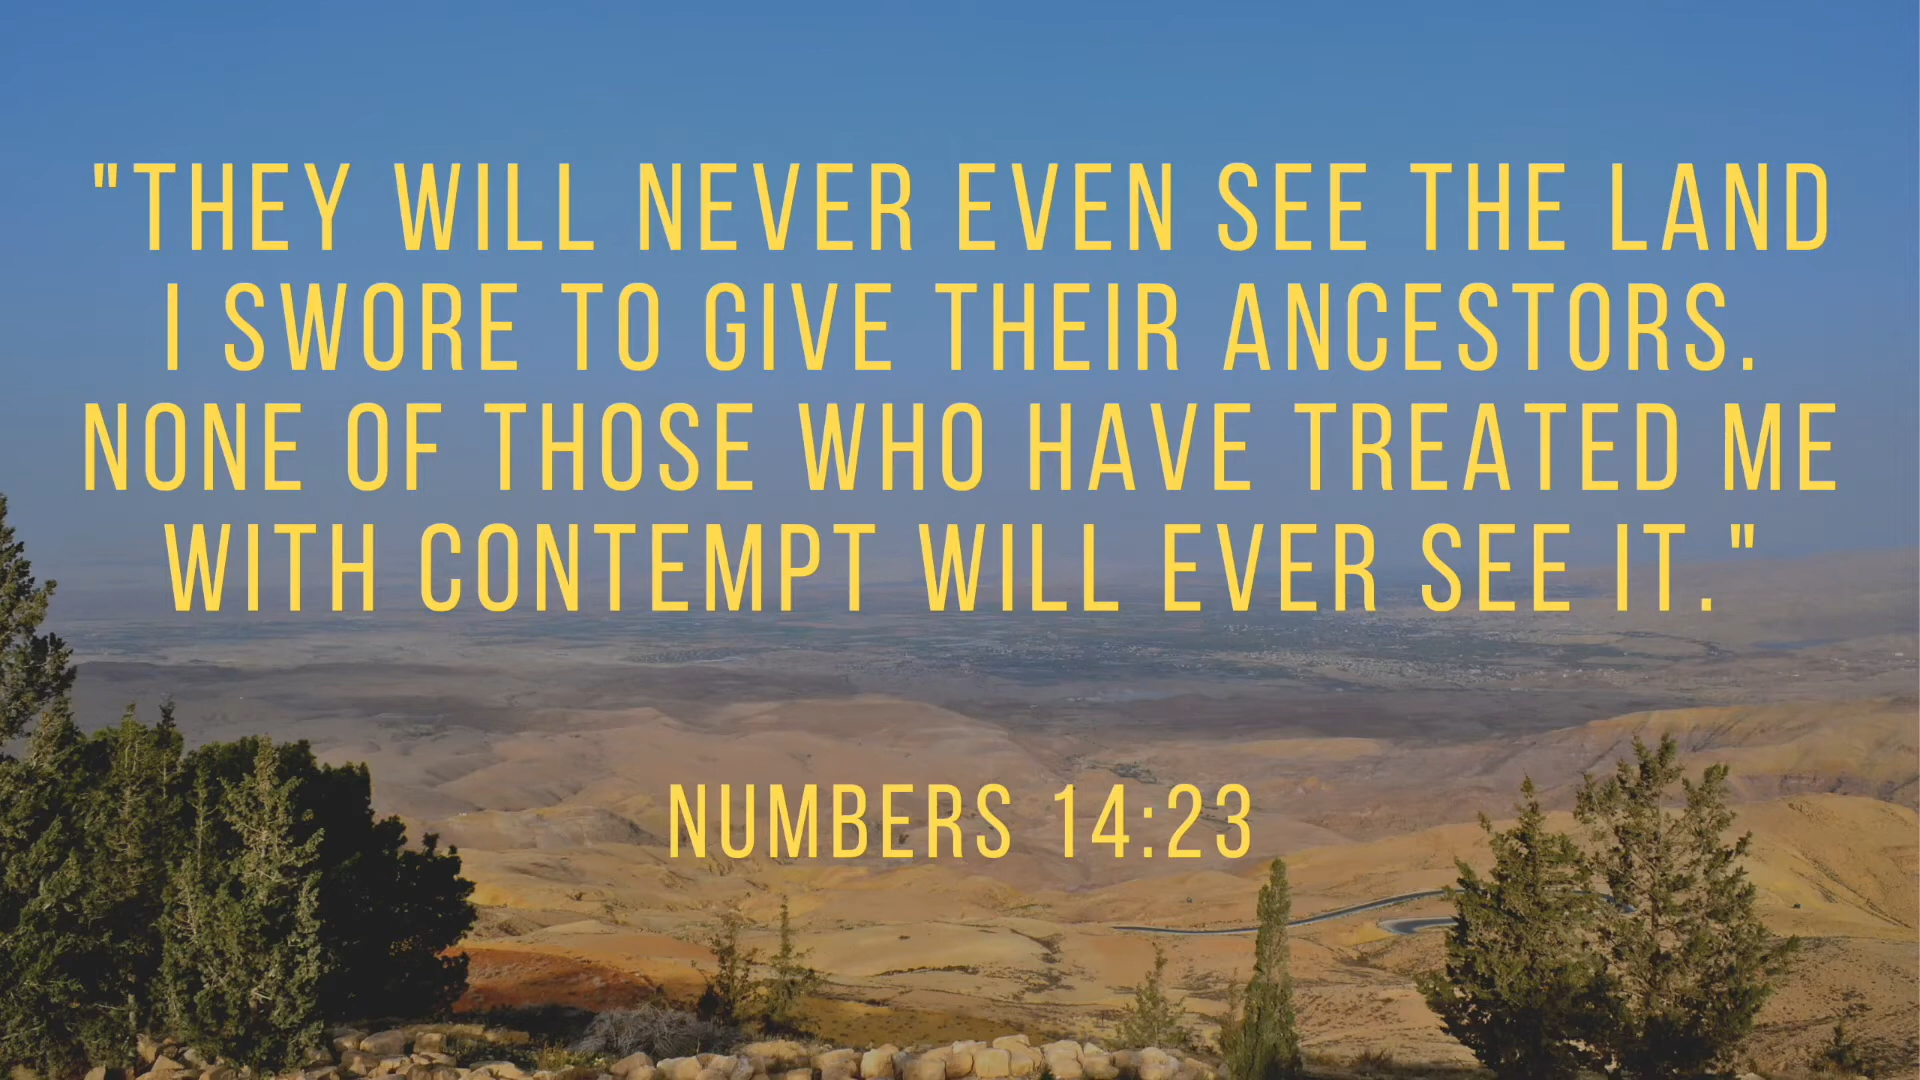 "THEY WILL NEVER EVEN SEE THE LAND
I SWORE TO GIVE THEIR ANCESTORS.
NONE OF THOSE WHO HAVE TREATED ME
WITH CONTEMPT WILL EVER SEE IT."
NUMBERS 14:23